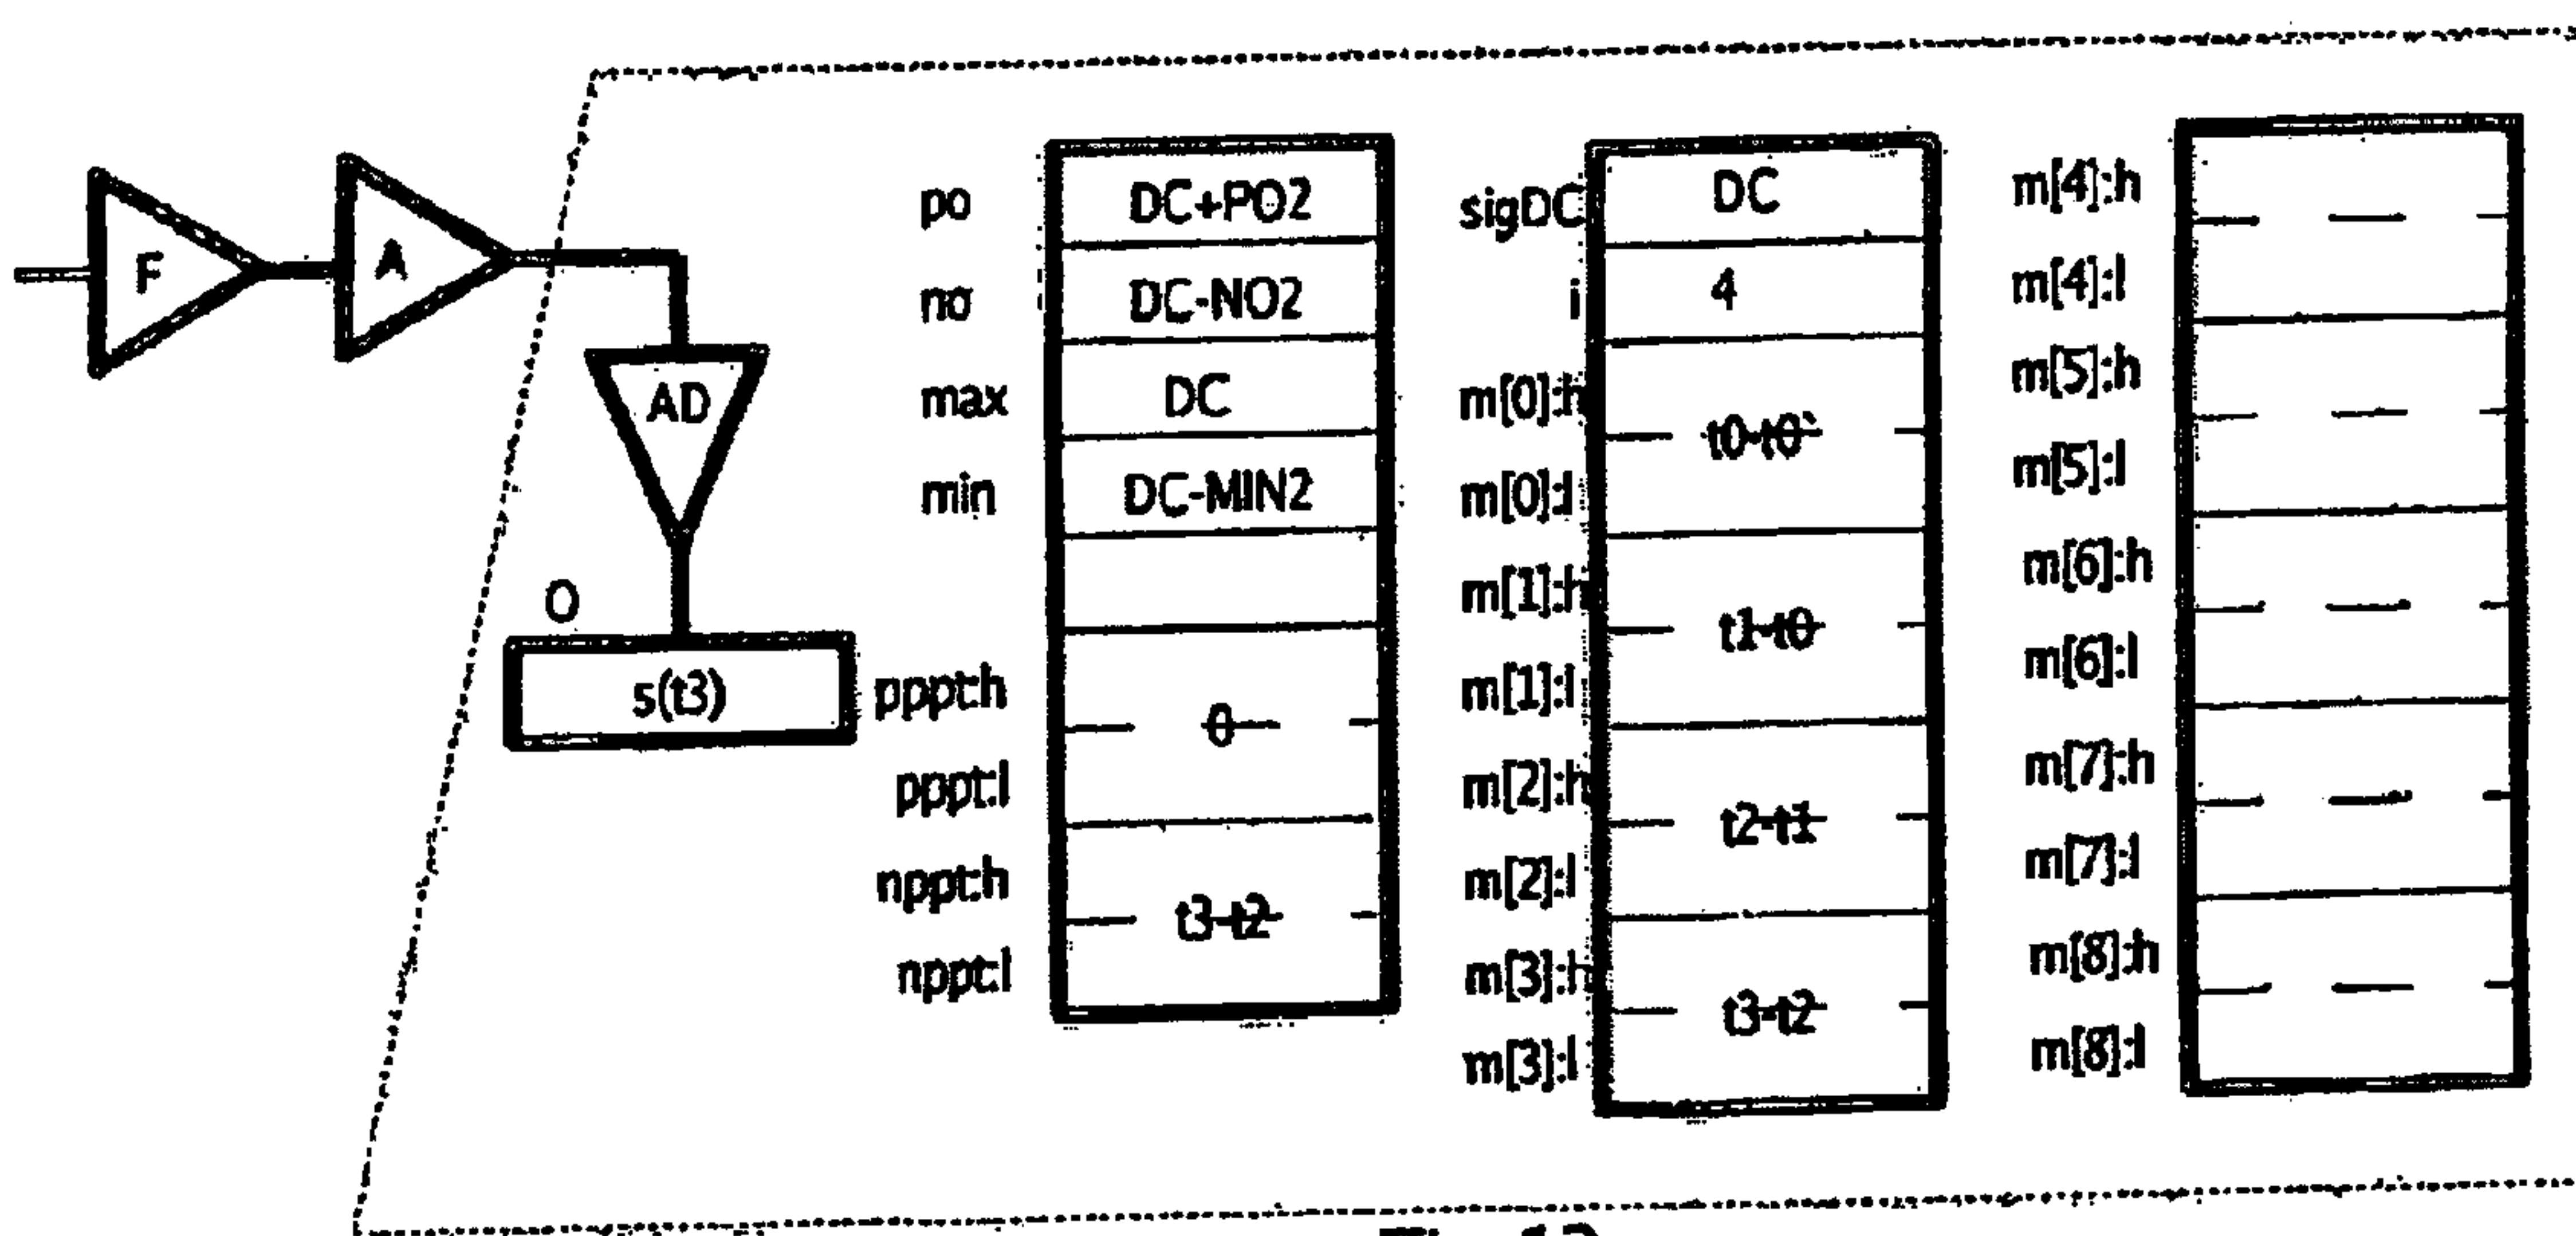 F
A
AD
O
s(t3)
po DC+PO2
no DC-NO2
max DC
min DC-MIN2
pppt:h
0
pppt:l
nppt:h
t3-t2
nppt:l
sigDC DC
i 4
m[0]:h
t0-t0`
m[0]:l
m[1]:h
t1-t0
m[1]:l
m[2]:h
t2-t1
m[2]:l
m[3]:h
t3-t2
m[3]:l
m[4]:h
m[4]:l
m[5]:h
m[5]:l
m[6]:h
m[6]:l
m[7]:h
m[7]:l
m[8]:h
m[8]:l